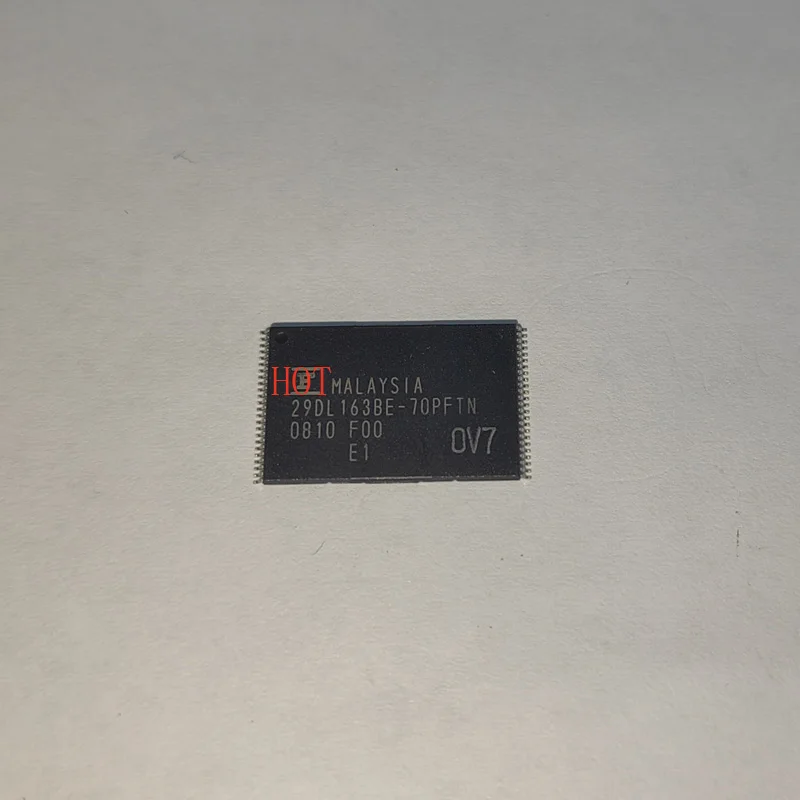 HOT MALAYSIA
29DL163BE-70PFTN
0810 F00
E1 0V7